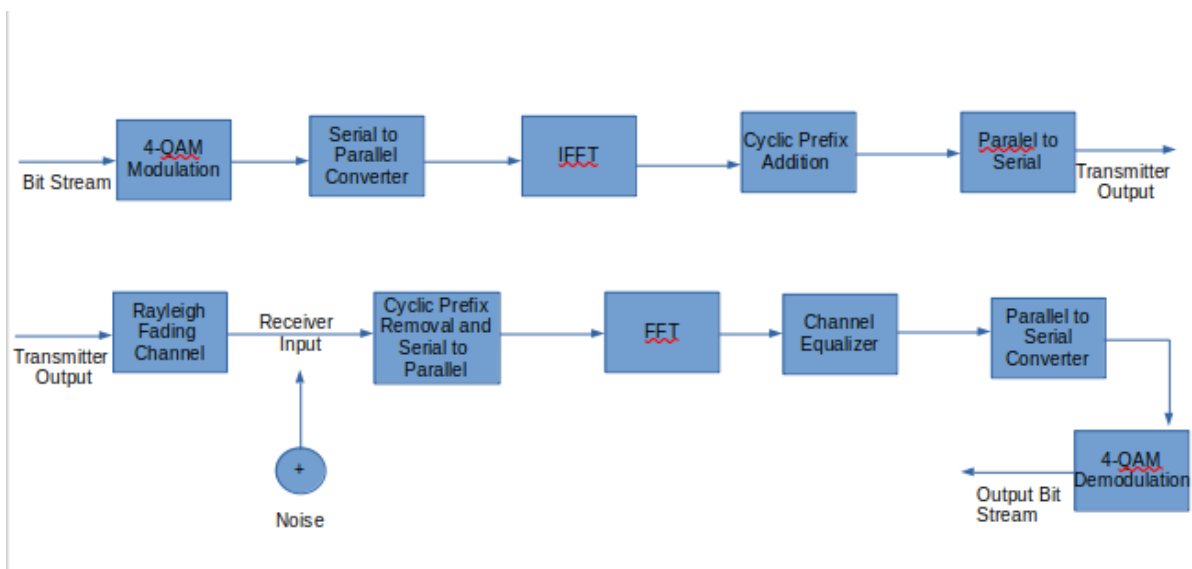 4-QAM
Modulation
Bit Stream
Serial to
Parallel
Converter
IFFT
Cyclic Prefix
Addition
Paralel to
Serial
Transmitter
Output
Transmitter
Output
Rayleigh
Fading
Channel
Receiver
Input
+
Noise
Cyclic Prefix
Removal and
Serial to
Parallel
FFT
Channel
Equalizer
Parallel to
Serial
Converter
4-QAM
Demodulation
Output Bit
Stream